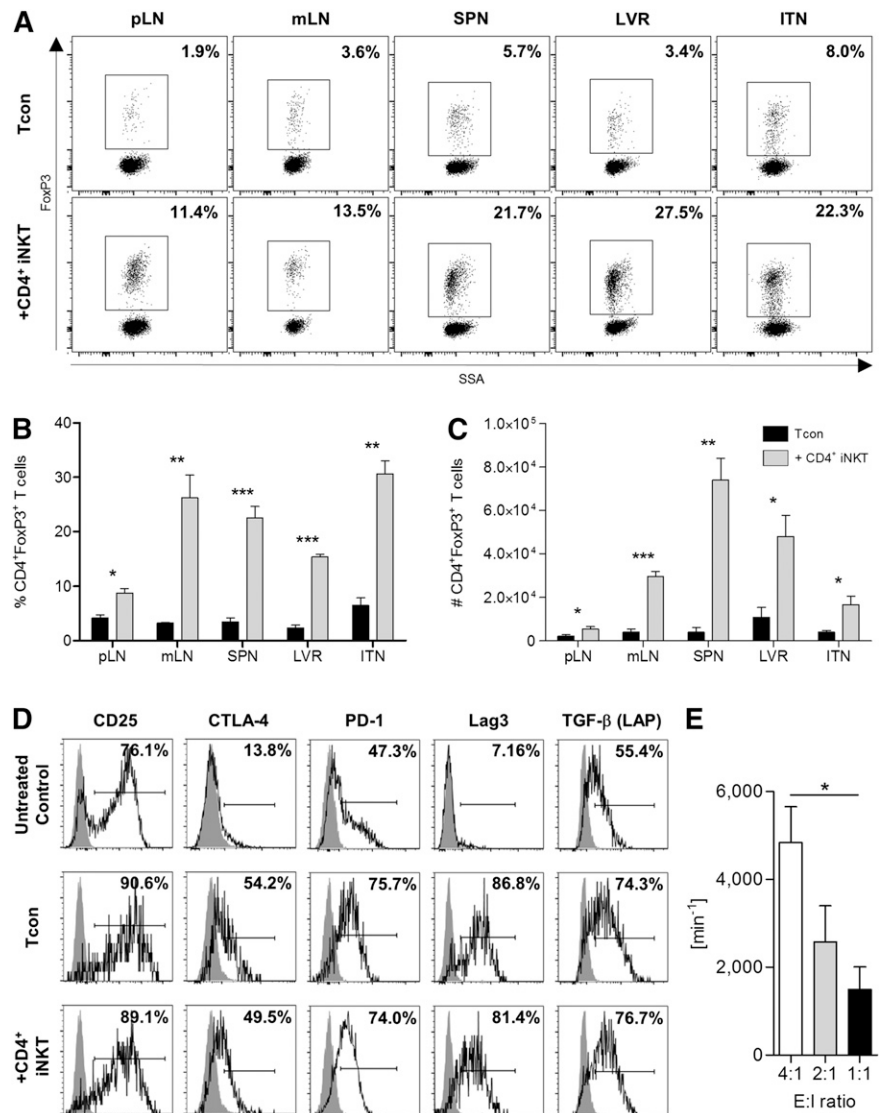 A
pLN mLN SPN LVR ITN
Tcon
1.9% 3.6% 5.7% 3.4% 8.0%
FoxP3
+CD4+ iNKT
11.4% 13.5% 21.7% 27.5% 22.3%
SSA
B
% CD4+FoxP3+ T cells
40
30
20
10
0
* ** *** *** **
pLN mLN SPN LVR ITN
C
# CD4+FoxP3+ T cells
1.0×10⁵
8.0×10⁴
6.0×10⁴
4.0×10⁴
2.0×10⁴
0
* *** ** * *
Tcon
+ CD4+ iNKT
pLN mLN SPN LVR ITN
D
CD25 CTLA-4 PD-1 Lag3 TGF-β (LAP)
Untreated
Control
76.1% 13.8% 47.3% 7.16% 55.4%
Tcon
90.6% 54.2% 75.7% 86.8% 74.3%
+CD4+
iNKT
89.1% 49.5% 74.0% 81.4% 76.7%
E
[min⁻¹]
6,000
4,000
2,000
0
*
4:1 2:1 1:1
E:I ratio